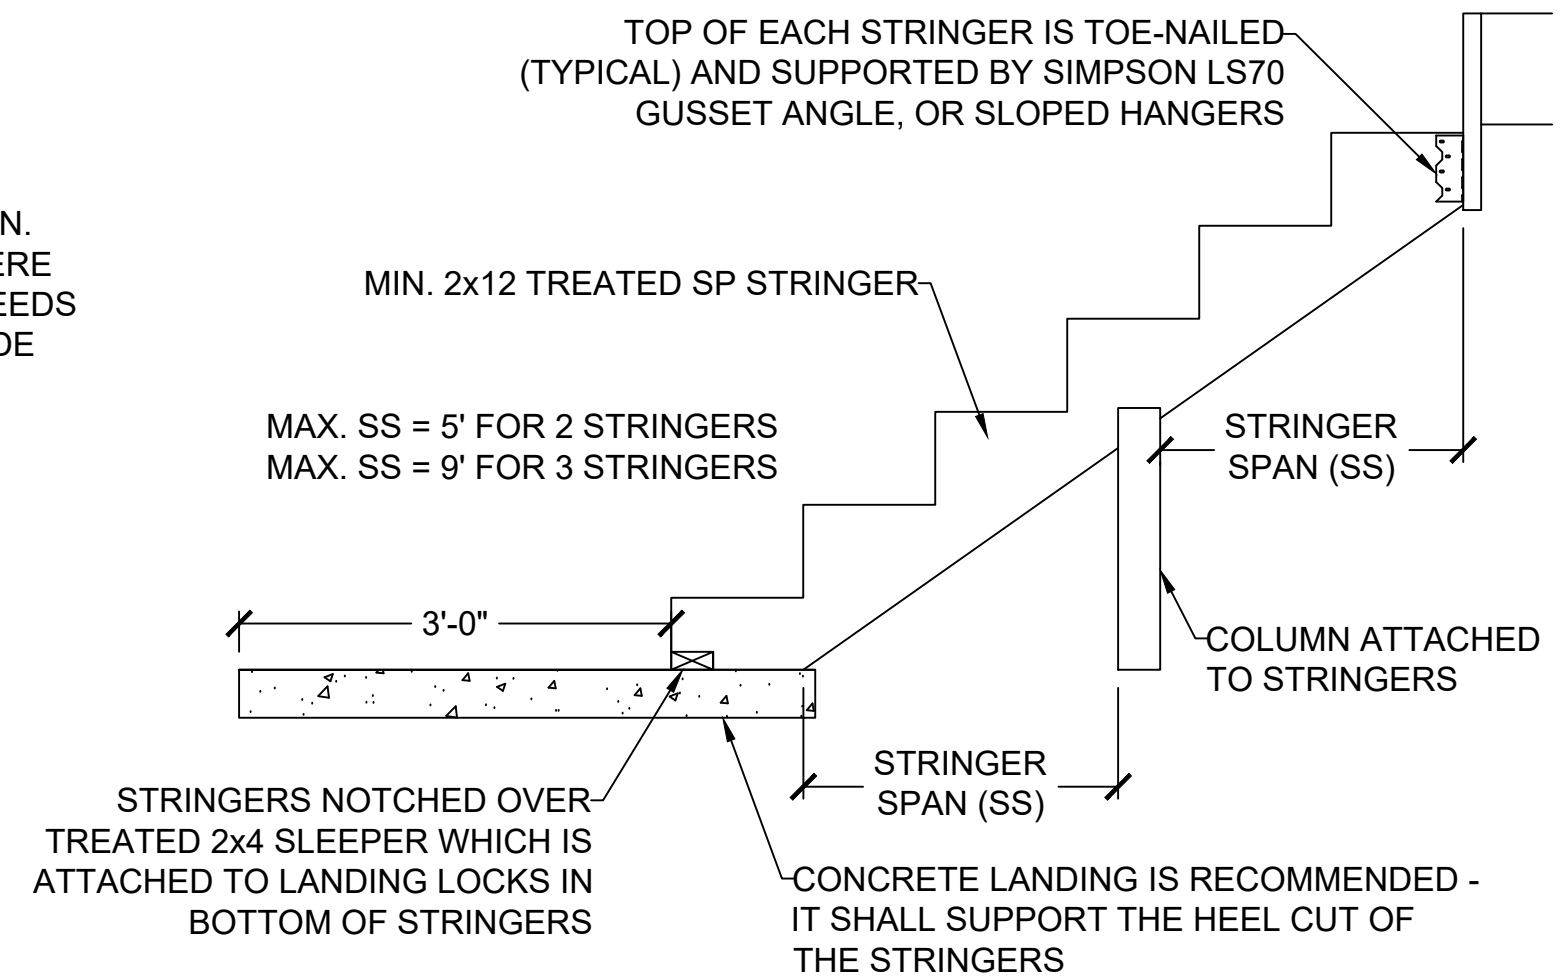 TOP OF EACH STRINGER IS TOE-NAILED
(TYPICAL) AND SUPPORTED BY SIMPSON LS70
GUSSET ANGLE, OR SLOPED HANGERS
N.
ERE
EEDS
DE
MIN. 2x12 TREATED SP STRINGER
MAX. SS = 5' FOR 2 STRINGERS
MAX. SS = 9' FOR 3 STRINGERS
STRINGER
SPAN (SS)
3'-0"
COLUMN ATTACHED
TO STRINGERS
STRINGER
SPAN (SS)
STRINGERS NOTCHED OVER
TREATED 2x4 SLEEPER WHICH IS
ATTACHED TO LANDING LOCKS IN
BOTTOM OF STRINGERS
CONCRETE LANDING IS RECOMMENDED -
IT SHALL SUPPORT THE HEEL CUT OF
THE STRINGERS